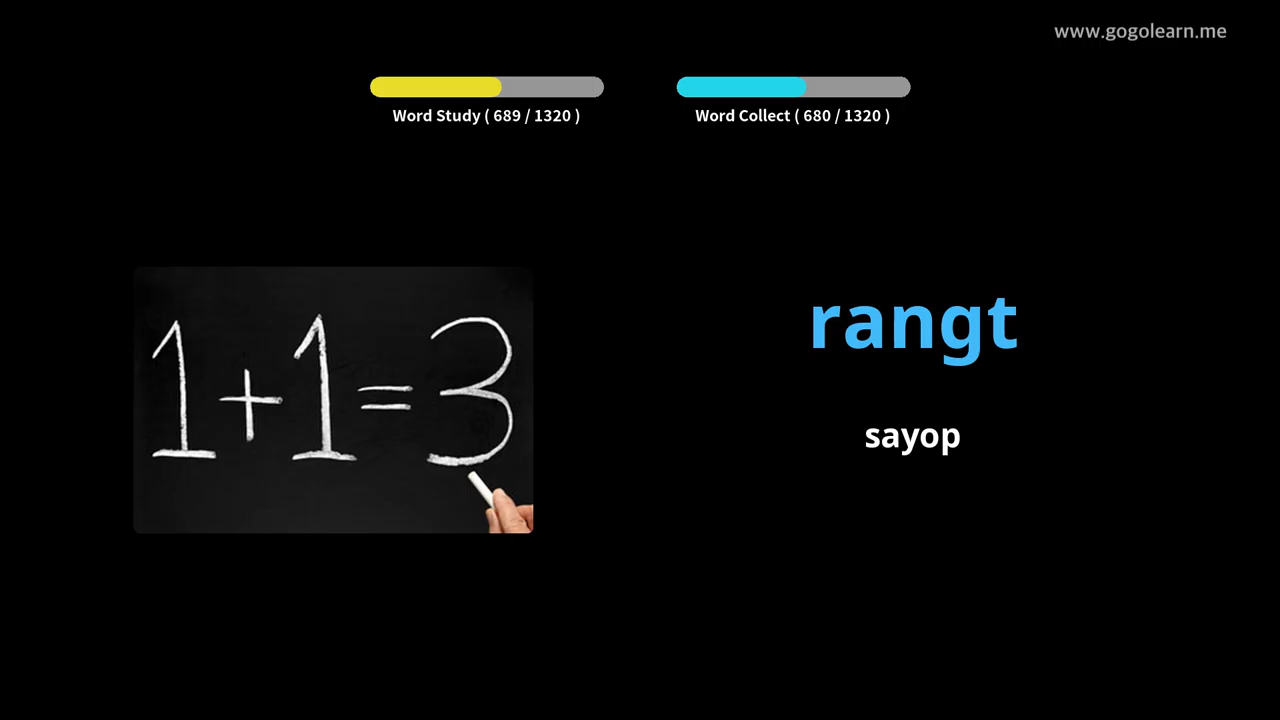 www.gogolearn.me
Word Study ( 689 / 1320 )
Word Collect ( 680 / 1320 )
1+1=3
rangt
sayop